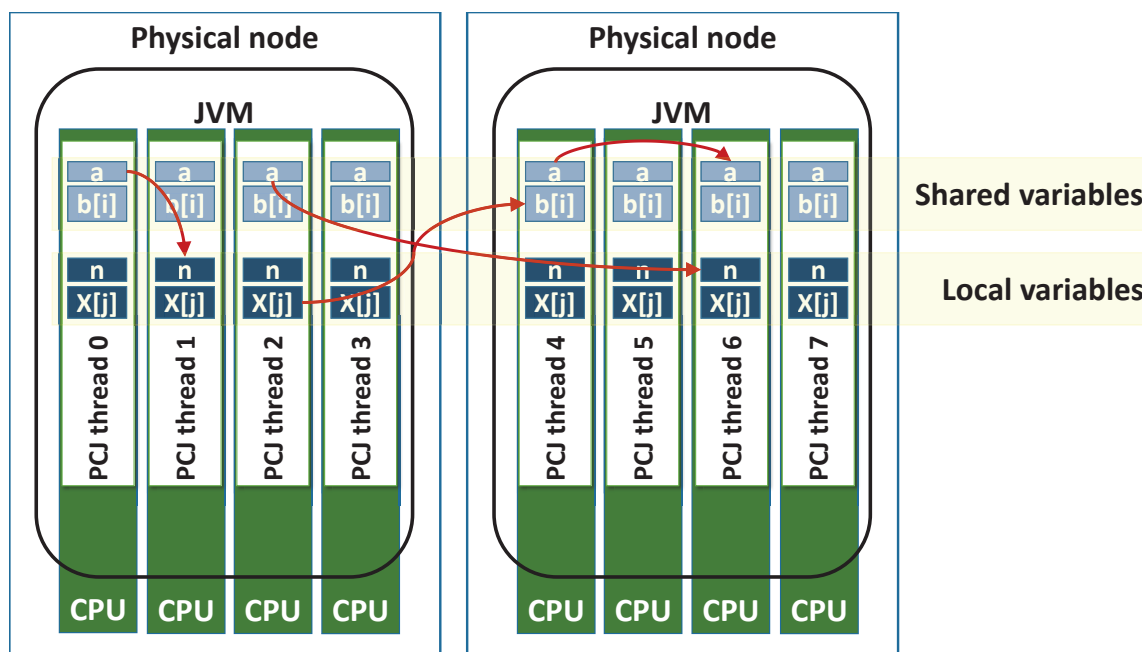 Physical node Physical node
JVM JVM
a a a a a a a a
b[i] b[i] b[i] b[i] b[i] b[i] b[i] b[i] Shared variables
n n n n n n n n
X[j] X[j] X[j] X[j] X[j] X[j] X[j] X[j] Local variables
PCJ thread 0
PCJ thread 1
PCJ thread 2
PCJ thread 3
PCJ thread 4
PCJ thread 5
PCJ thread 6
PCJ thread 7
CPU CPU CPU CPU CPU CPU CPU CPU